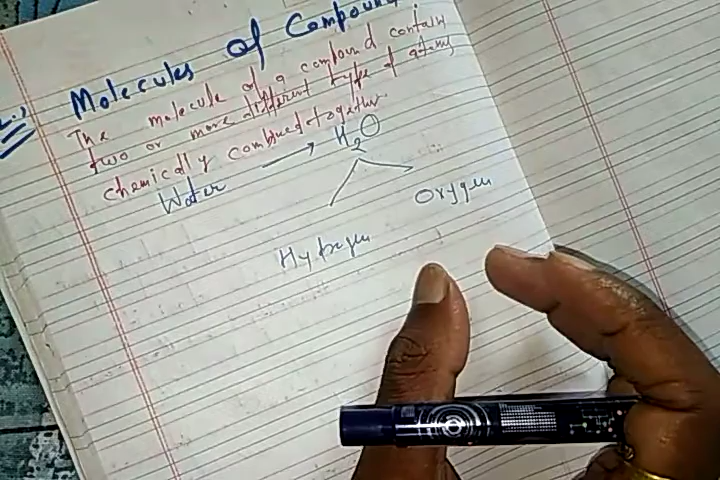 2.)
Molecules of Compound
The molecule of a compound contain
two or more different type of atoms
chemically combined together
Water → H2O
Hydrogen
Oxygen